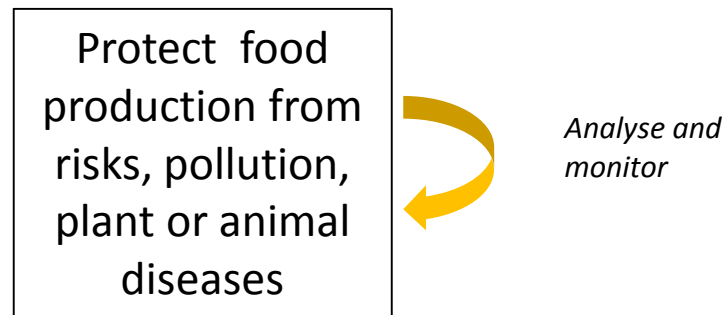 Protect  food
production from
risks, pollution,
plant or animal
diseases
Analyse and
monitor